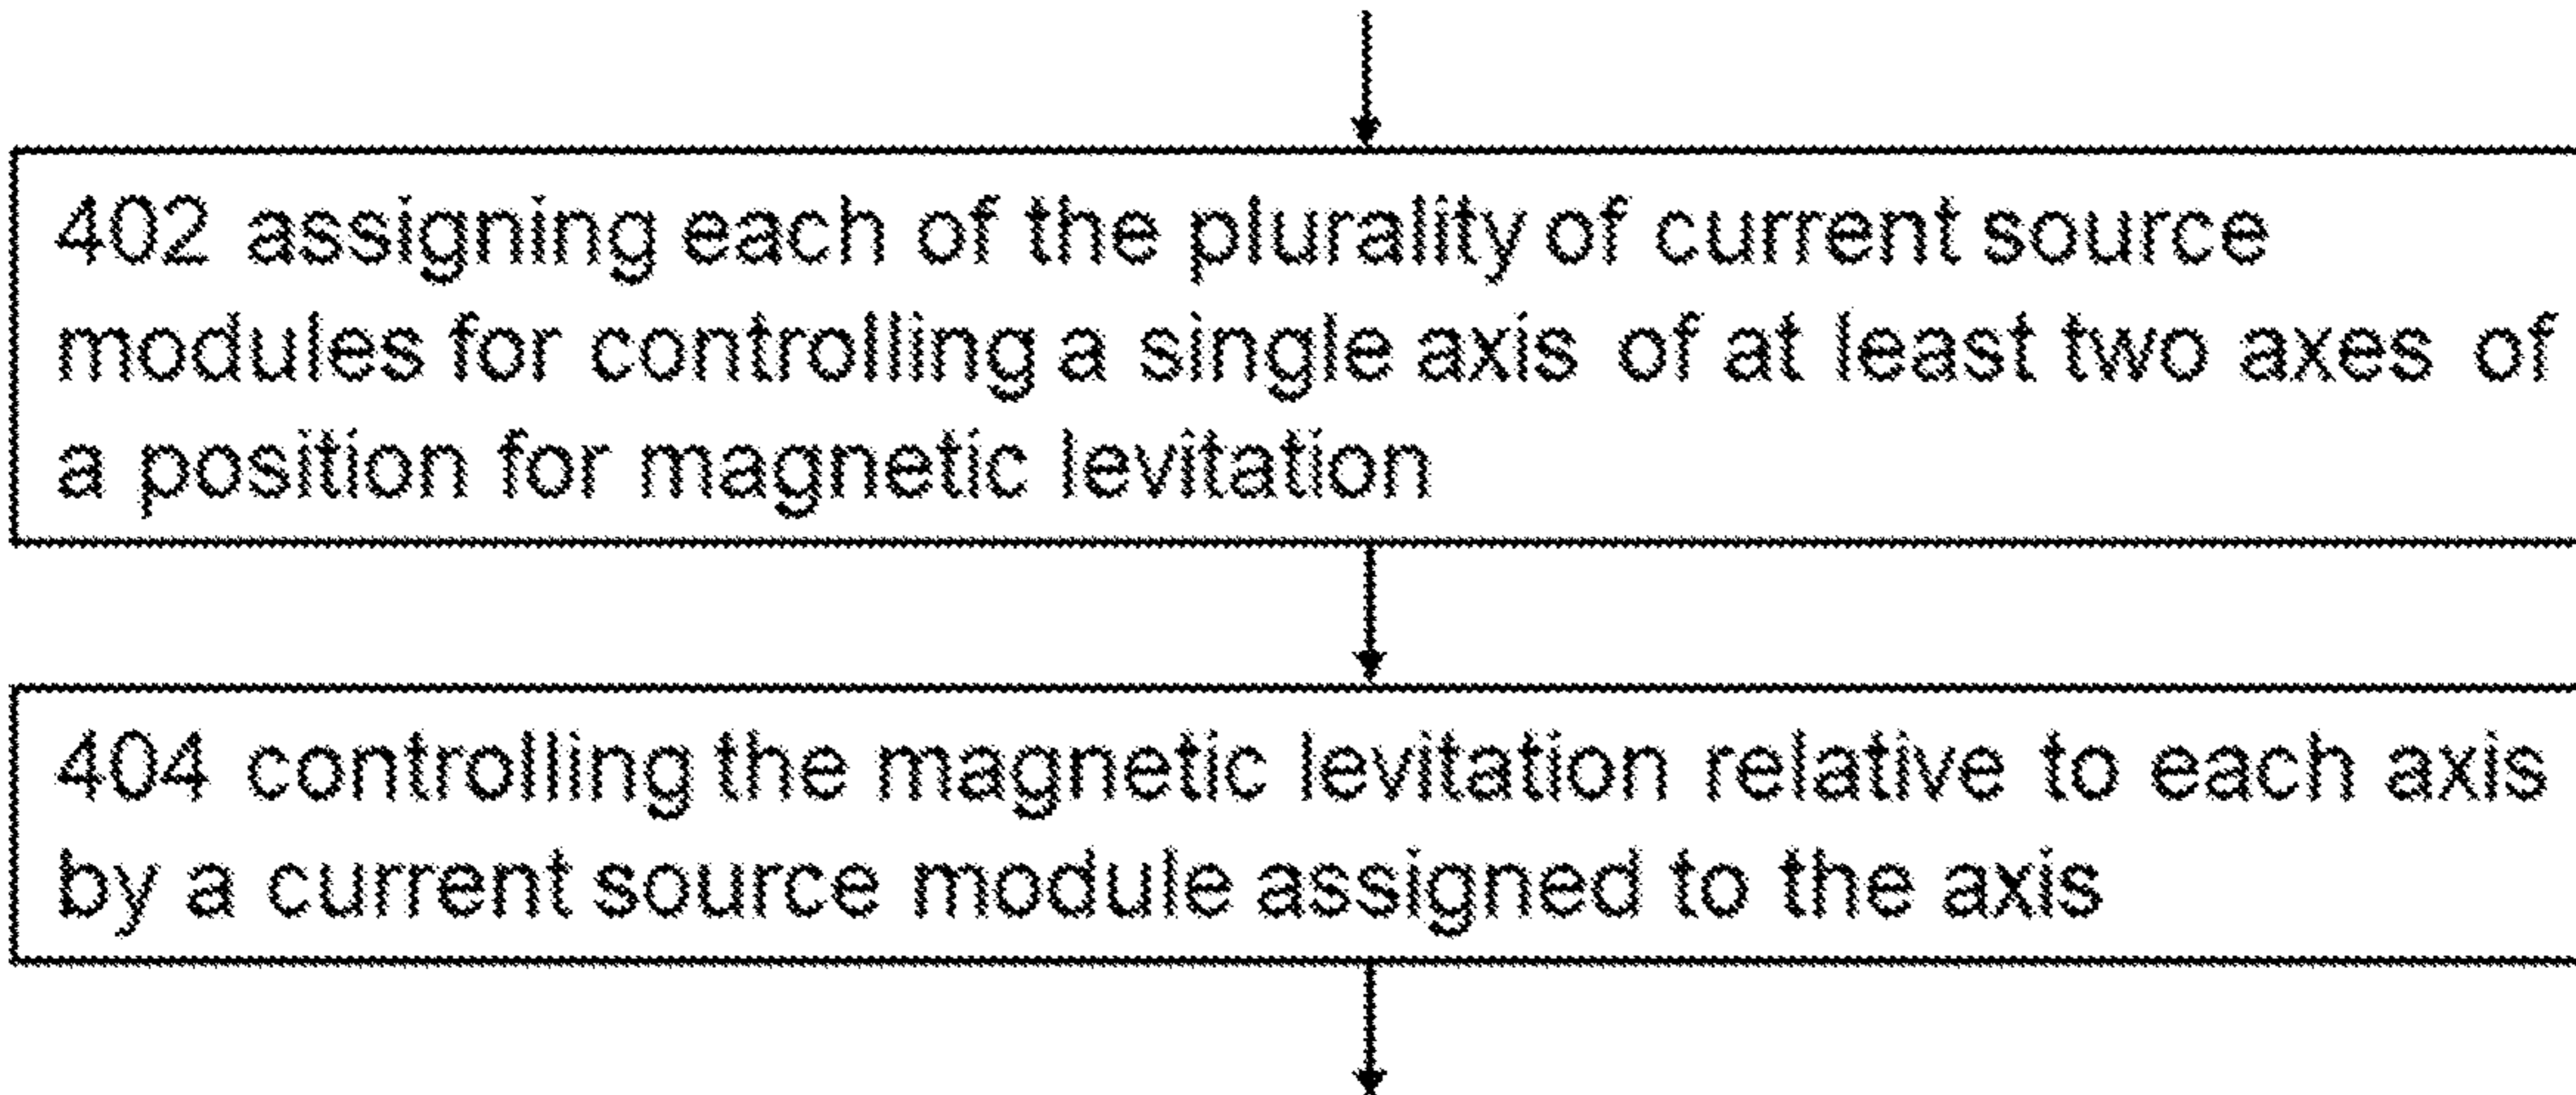 402 assigning each of the plurality of current source
modules for controlling a single axis of at least two axes of
a position for magnetic levitation
404 controlling the magnetic levitation relative to each axis
by a current source module assigned to the axis